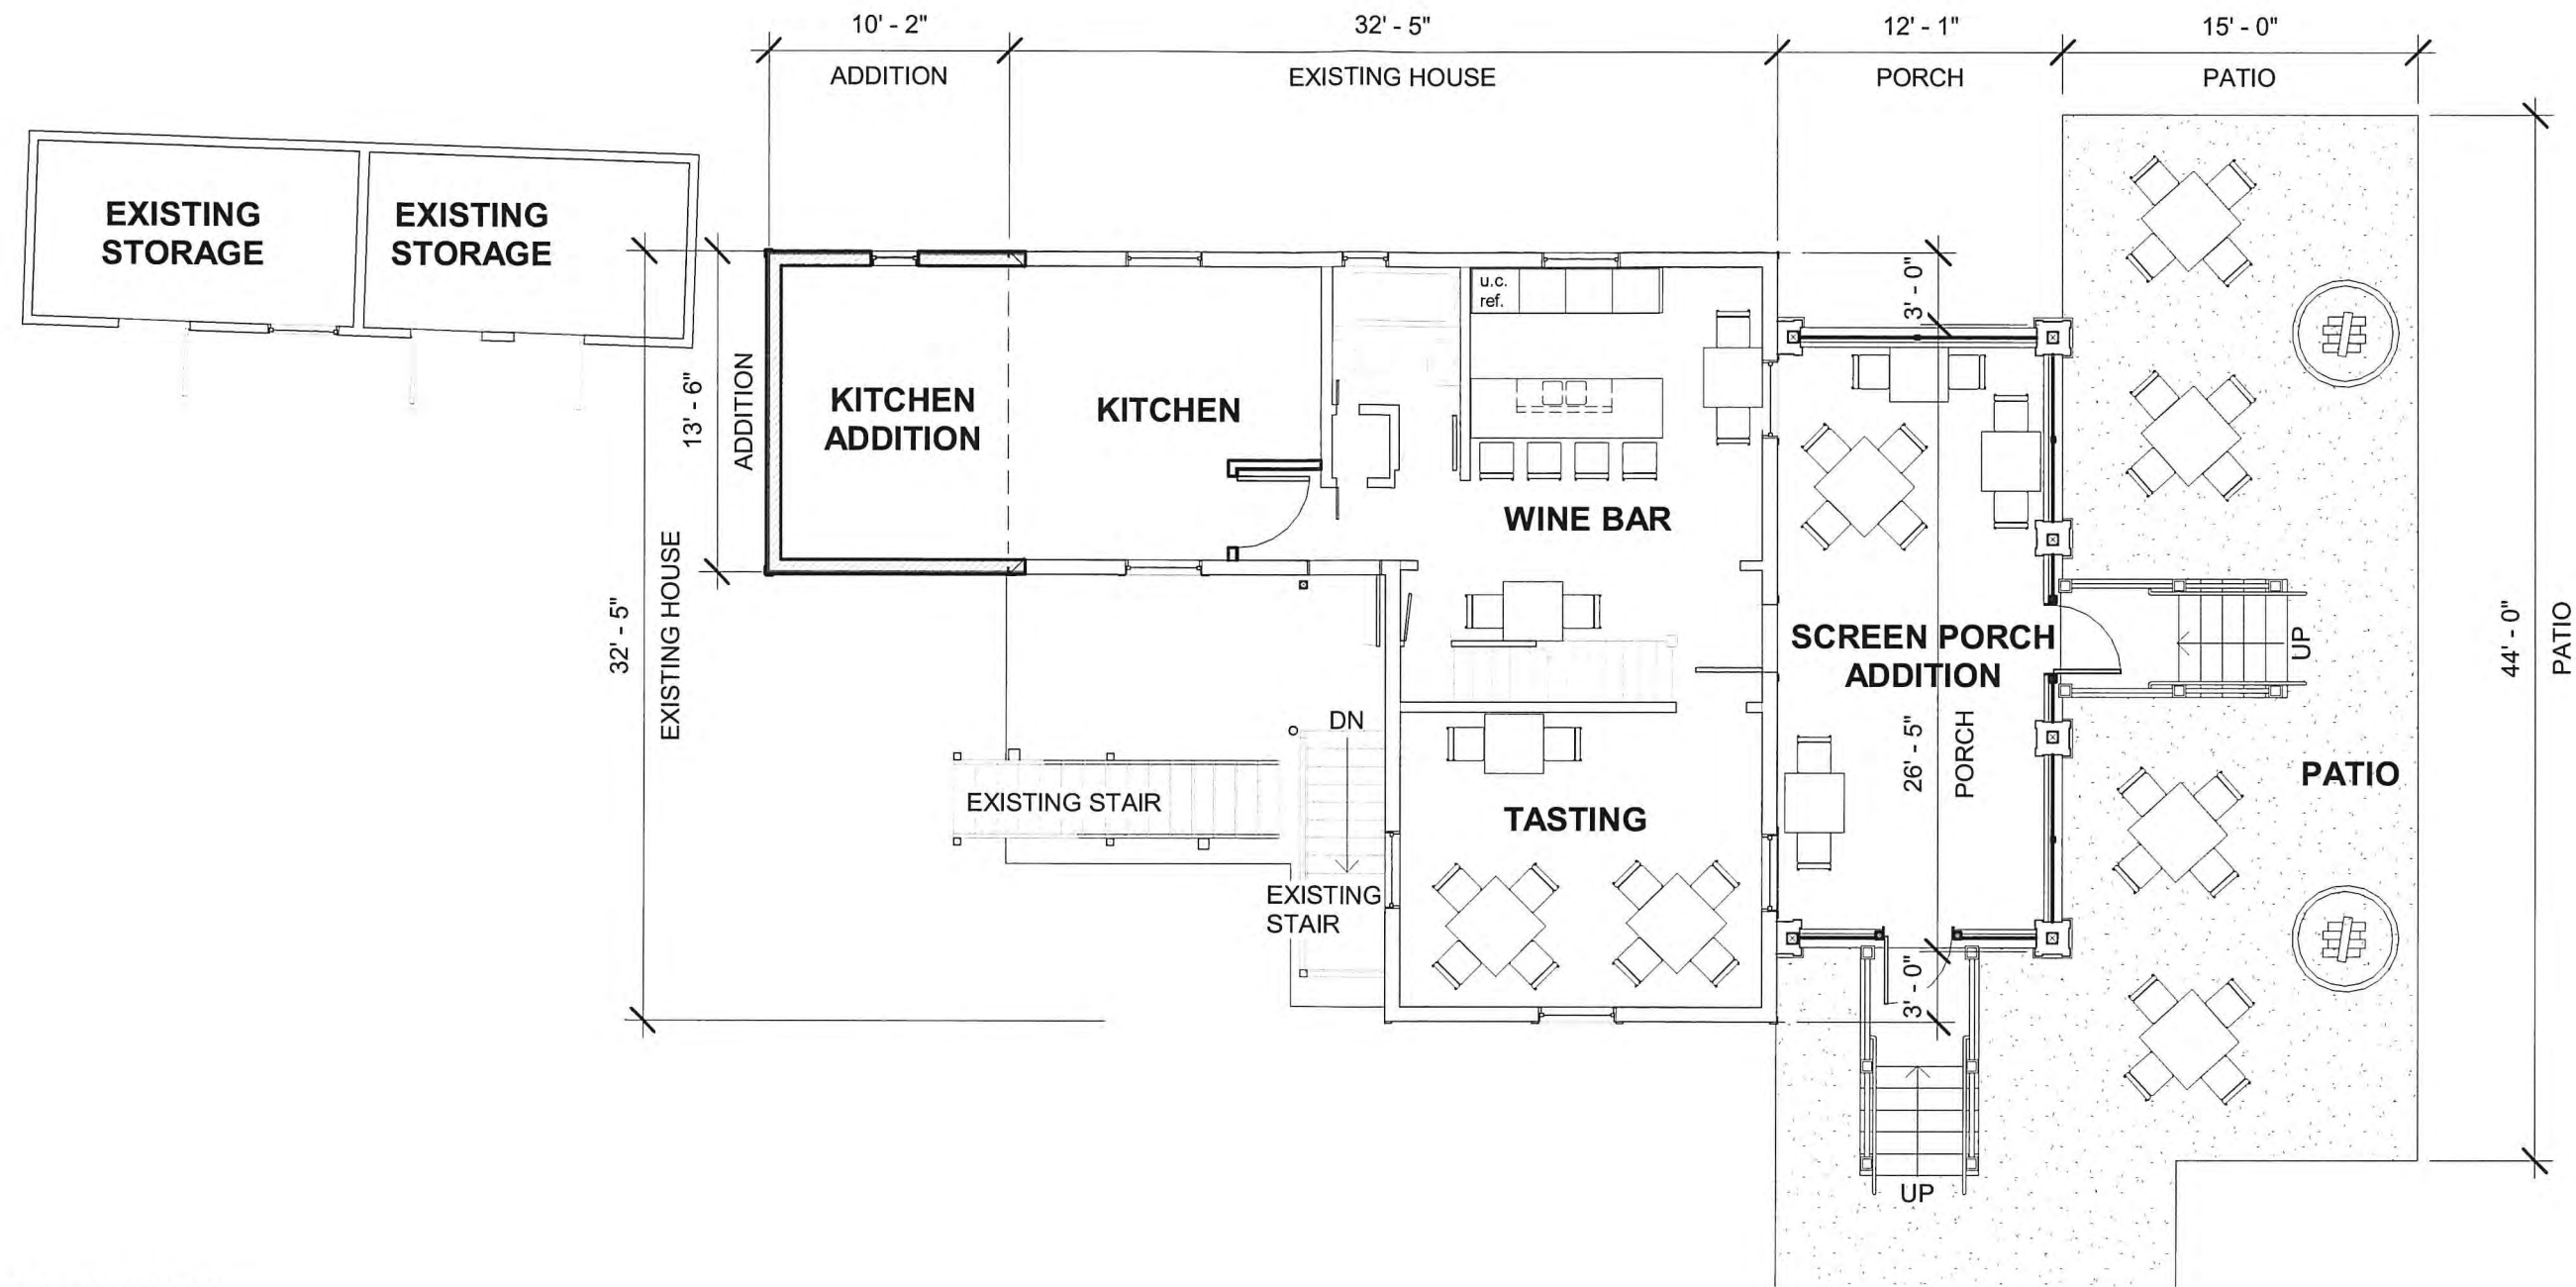 10' - 2"
32' - 5"
12' - 1"
15' - 0"
ADDITION
EXISTING HOUSE
PORCH
PATIO
EXISTING
STORAGE
EXISTING
STORAGE
3' - 0"
u.c.
ref.
13' - 6"
ADDITION
KITCHEN
ADDITION
KITCHEN
WINE BAR
32' - 5"
EXISTING HOUSE
SCREEN PORCH
ADDITION
UP
44' - 0"
PATIO
DN
26' - 5"
PORCH
PATIO
EXISTING STAIR
TASTING
EXISTING
STAIR
3' - 0"
UP